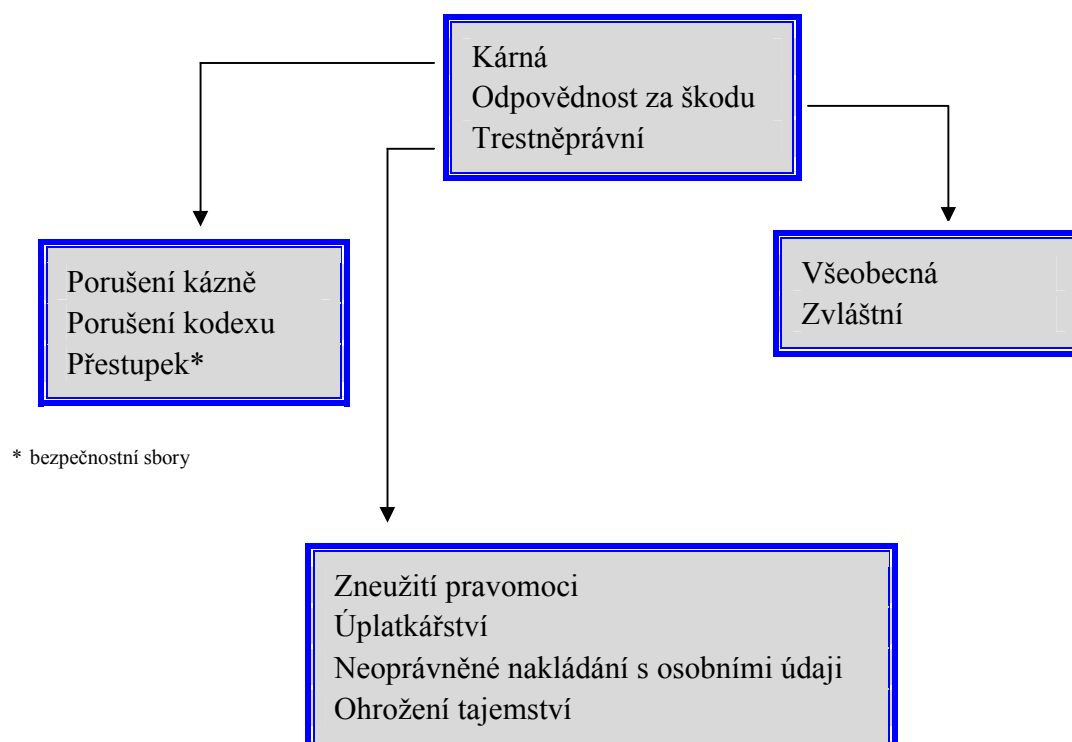 Kárná
Odpovědnost za škodu
Trestněprávní
Porušení kázně
Porušení kodexu
Přestupek*
Všeobecná
Zvláštní
* bezpečnostní sbory
Zneužití pravomoci
Úplatkářství
Neoprávněné nakládání s osobními údaji
Ohrožení tajemství